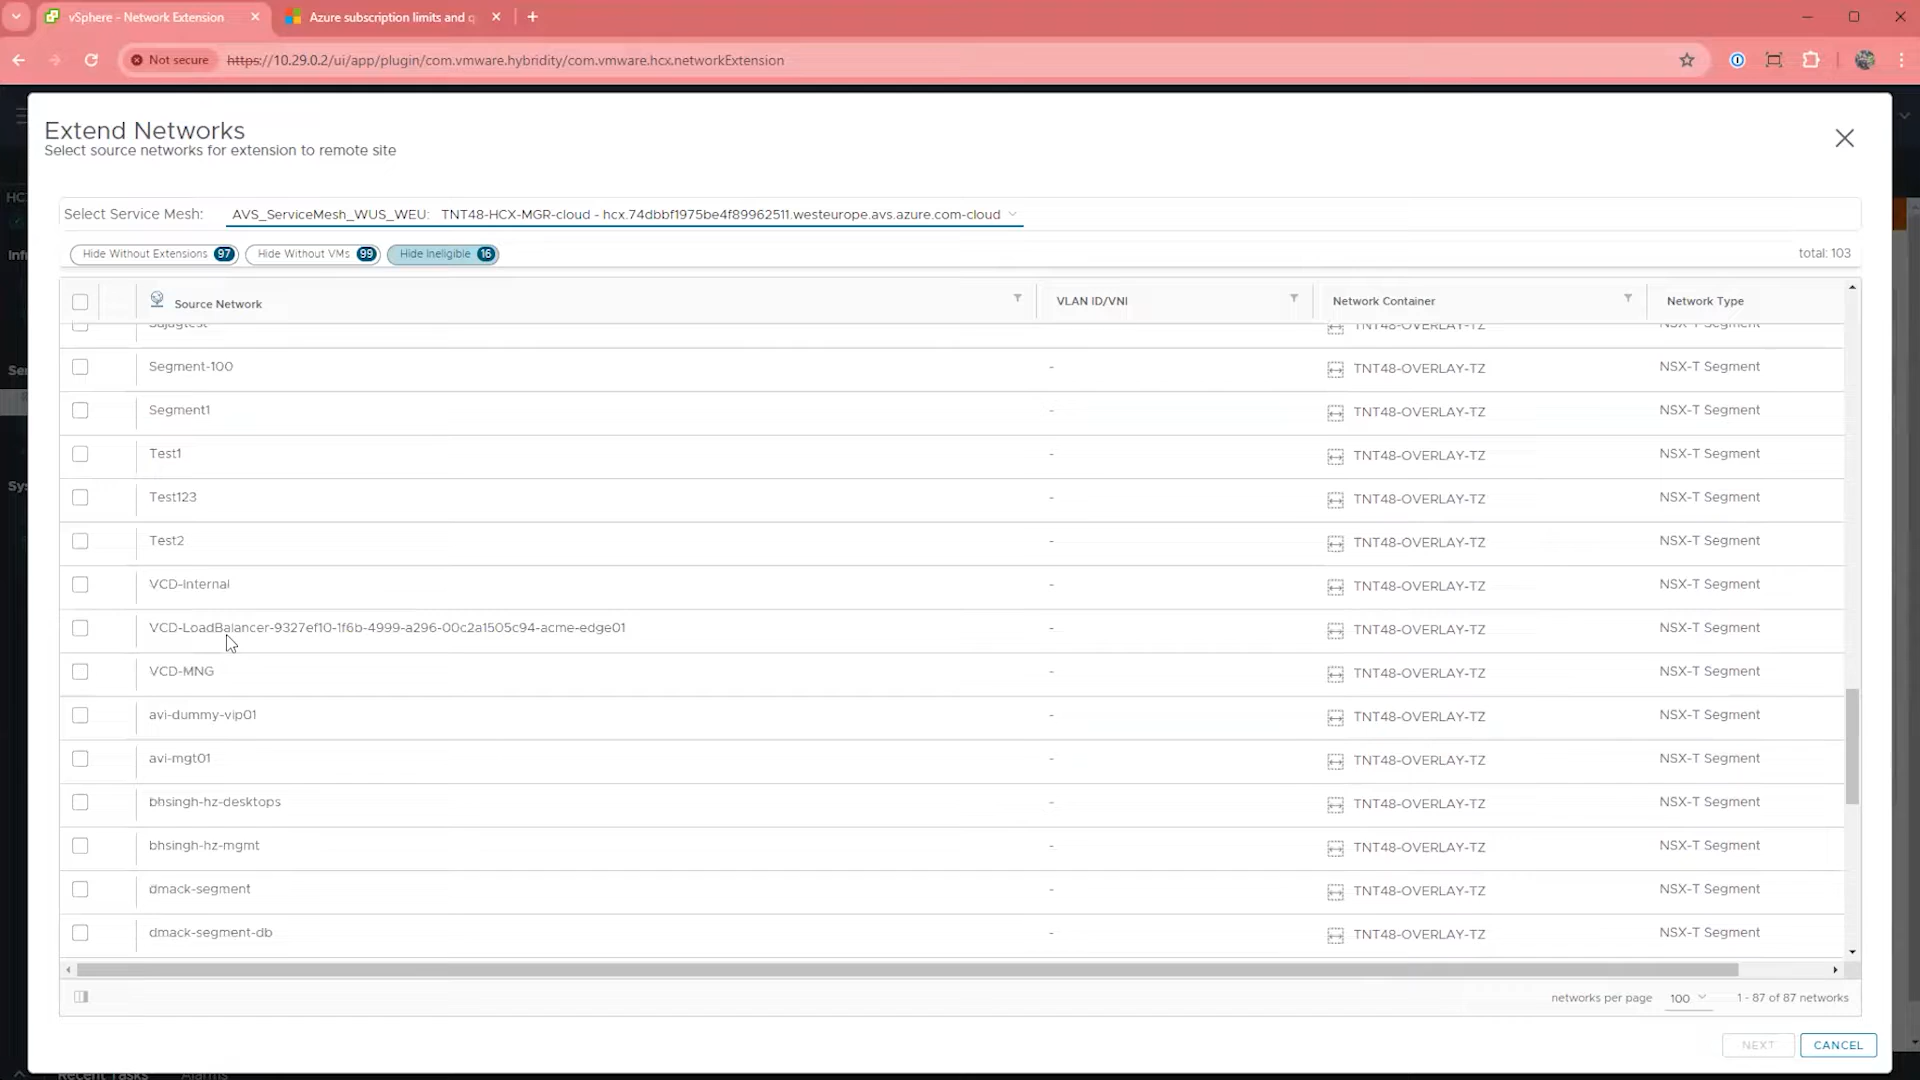 vSphere - Network Extension
Azure subscription limits and q
Not secure
https://10.29.0.2/ui/app/plugin/com.vmware.hybridity/com.vmware.hcx.networkExtension
Extend Networks
Select source networks for extension to remote site
Select Service Mesh: AVS_ServiceMesh_WUS_WEU: TNT48-HCX-MGR-cloud - hcx.74dbbf1975be4f89962511.westeurope.avs.azure.com-cloud
Hide Without Extensions 97 Hide Without VMs 99 Hide Ineligible 16 total: 103
Source Network VLAN ID/VNI Network Container Network Type
TNT48-OVERLAY-TZ NSX-T Segment
Segment-100 - TNT48-OVERLAY-TZ NSX-T Segment
Segment1 - TNT48-OVERLAY-TZ NSX-T Segment
Test1 - TNT48-OVERLAY-TZ NSX-T Segment
Test123 - TNT48-OVERLAY-TZ NSX-T Segment
Test2 - TNT48-OVERLAY-TZ NSX-T Segment
VCD-Internal - TNT48-OVERLAY-TZ NSX-T Segment
VCD-LoadBalancer-9327ef10-1f6b-4999-a296-00c2a1505c94-acme-edge01 - TNT48-OVERLAY-TZ NSX-T Segment
VCD-MNG - TNT48-OVERLAY-TZ NSX-T Segment
avi-dummy-vip01 - TNT48-OVERLAY-TZ NSX-T Segment
avi-mgt01 - TNT48-OVERLAY-TZ NSX-T Segment
bhsingh-hz-desktops - TNT48-OVERLAY-TZ NSX-T Segment
bhsingh-hz-mgmt - TNT48-OVERLAY-TZ NSX-T Segment
dmack-segment - TNT48-OVERLAY-TZ NSX-T Segment
dmack-segment-db - TNT48-OVERLAY-TZ NSX-T Segment
networks per page 100 1 - 87 of 87 networks
NEXT CANCEL
Recent Tasks Alarms